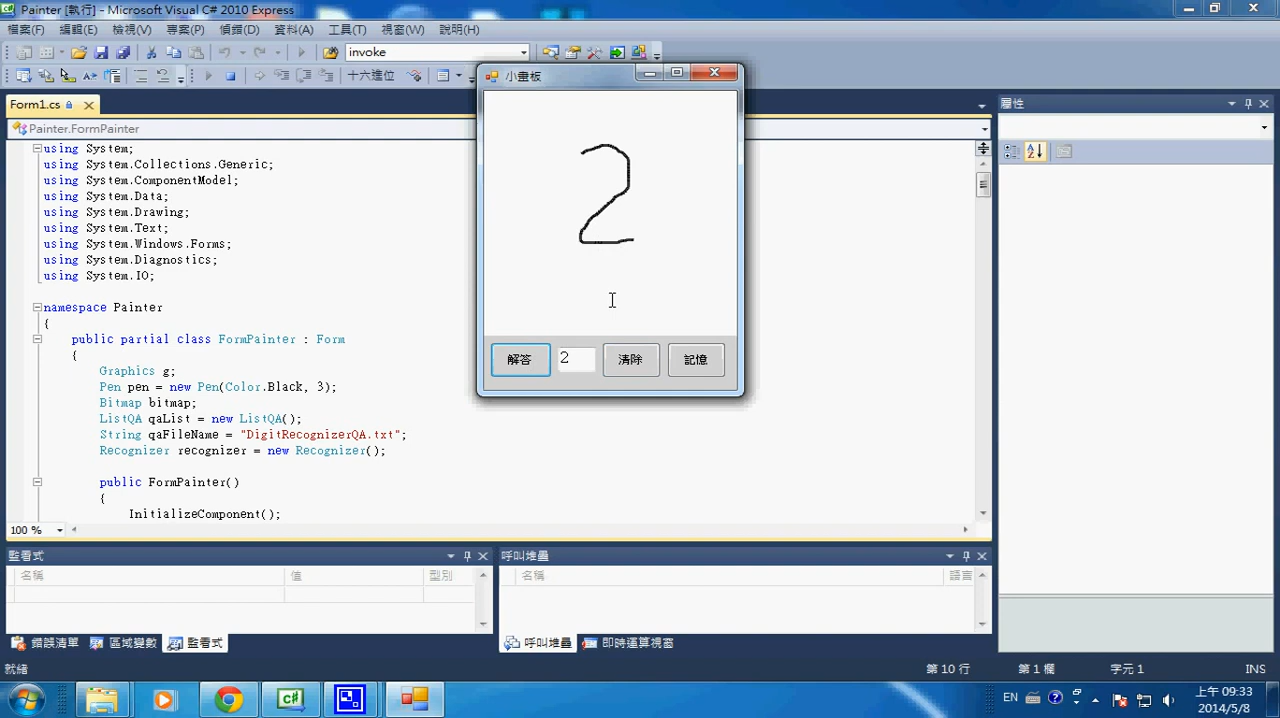 Painter [執行] - Microsoft Visual C# 2010 Express
檔案(F) 編輯(E) 檢視(V) 專案(P) 偵錯(D) 資料(A) 工具(T) 視窗(W) 說明(H)
invoke
十六進位
Form1.cs
Painter.FormPainter
using System;
using System.Collections.Generic;
using System.ComponentModel;
using System.Data;
using System.Drawing;
using System.Text;
using System.Windows.Forms;
using System.Diagnostics;
using System.IO;
namespace Painter
{
public partial class FormPainter : Form
{
Graphics g;
Pen pen = new Pen(Color.Black, 3);
Bitmap bitmap;
ListQA qaList = new ListQA();
String qaFileName = "DigitRecognizerQA.txt";
Recognizer recognizer = new Recognizer();
public FormPainter()
{
InitializeComponent();
100 %
小畫板
2
解答 2 清除 記憶
屬性
監看式
名稱 值 型別
錯誤清單 區域變數 監看式
呼叫堆疊
名稱 語言
呼叫堆疊 即時運算視窗
就緒 第 10 行 第 1 欄 字元 1 INS
EN 上午 09:33
2014/5/8